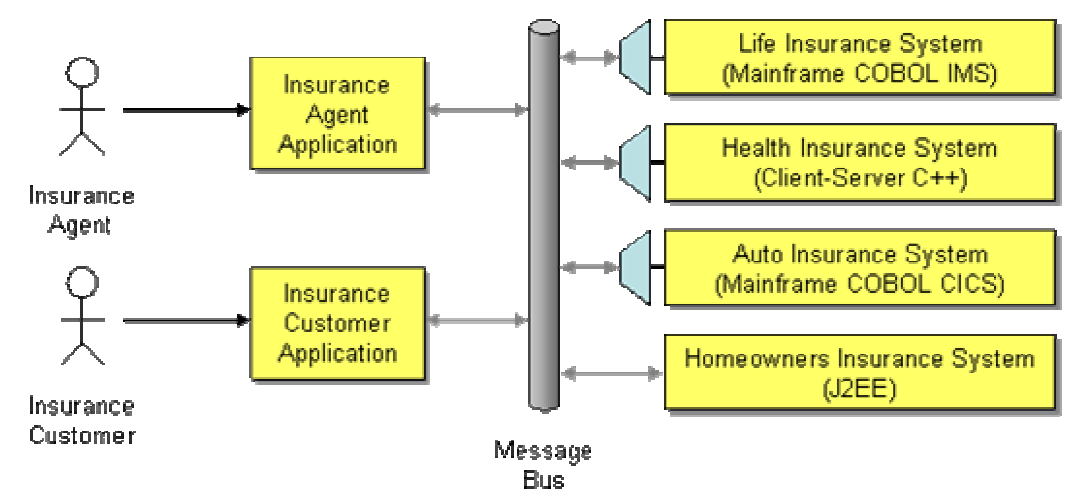 Insurance
Agent
Insurance
Agent
Application
Insurance
Customer
Insurance
Customer
Application
Message
Bus
Life Insurance System
(Mainframe COBOL IMS)
Health Insurance System
(Client-Server C++)
Auto Insurance System
(Mainframe COBOL CICS)
Homeowners Insurance System
(J2EE)